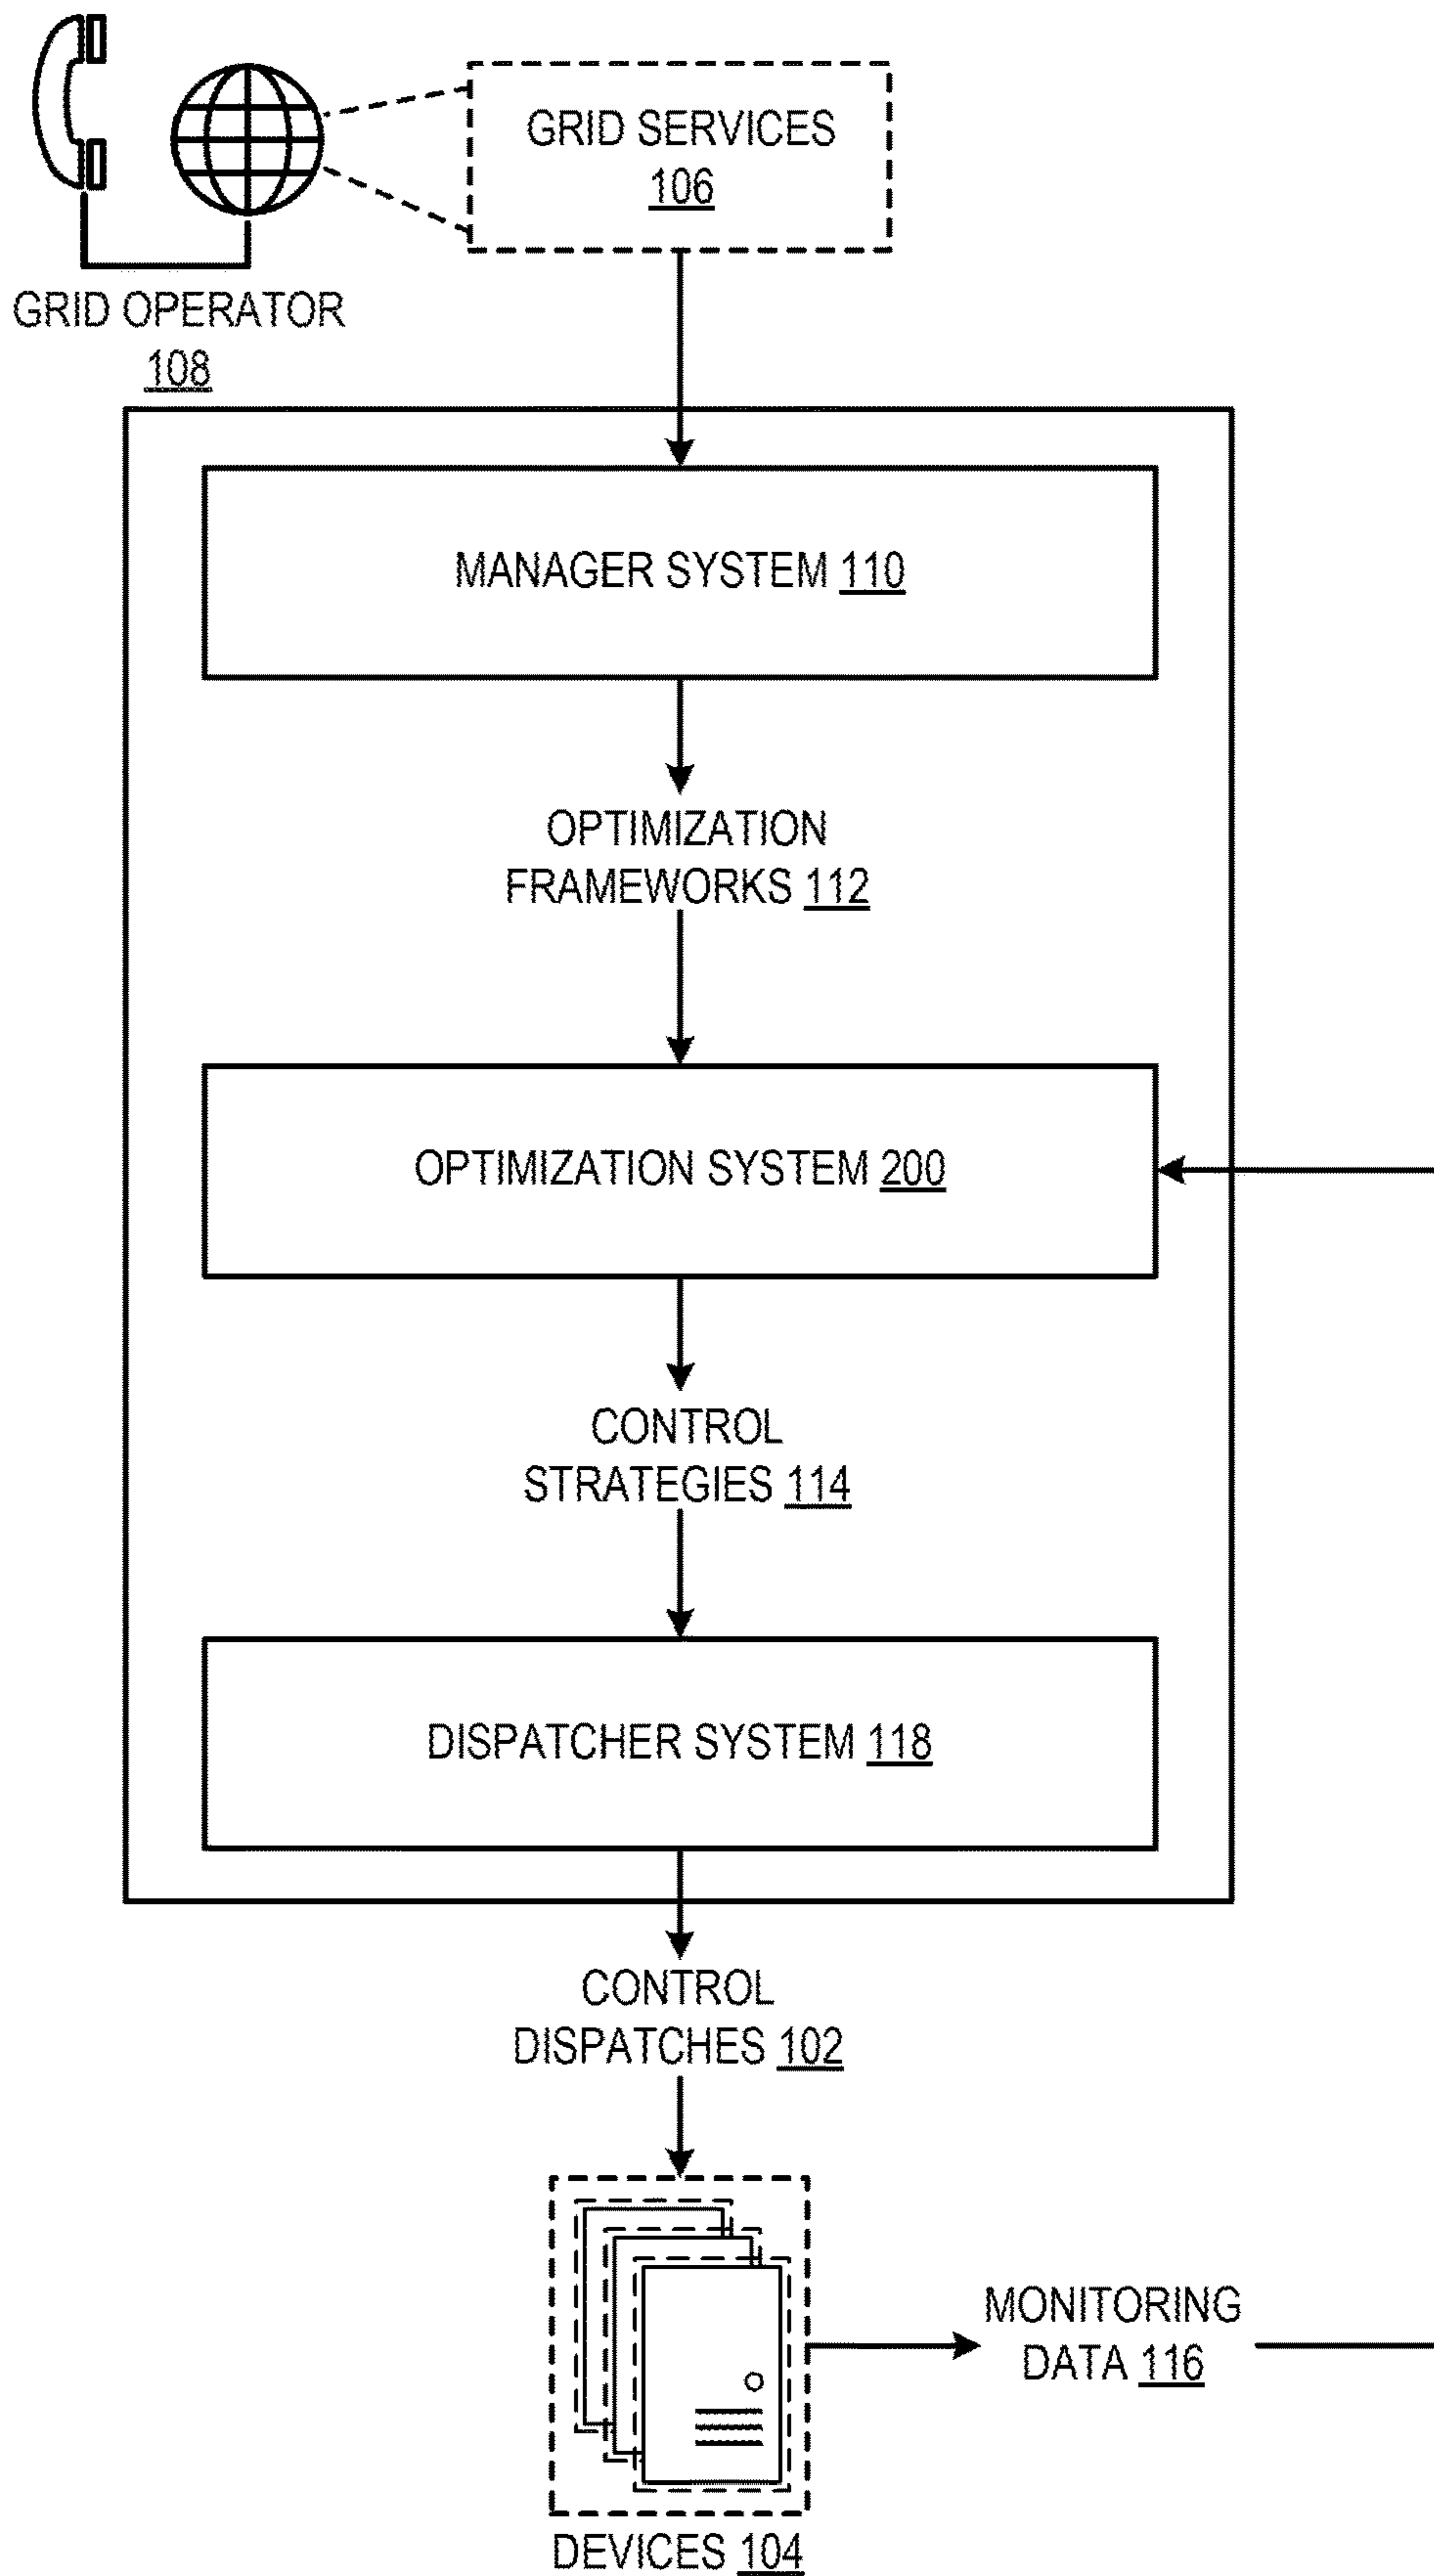 GRID SERVICES
106
GRID OPERATOR
108
MANAGER SYSTEM 110
OPTIMIZATION
FRAMEWORKS 112
OPTIMIZATION SYSTEM 200
CONTROL
STRATEGIES 114
DISPATCHER SYSTEM 118
CONTROL
DISPATCHES 102
MONITORING
DATA 116
DEVICES 104